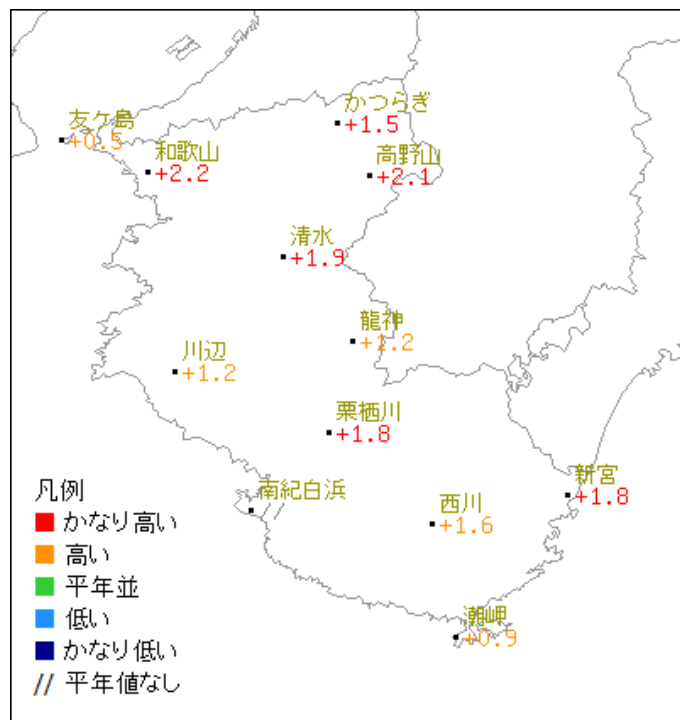 かつらぎ
+1.5
友ケ島
+0.5
和歌山
+2.2
高野山
+2.1
清水
+1.9
龍神
+1.2
川辺
+1.2
栗栖川
+1.8
新宮
+1.8
南紀白浜
//
西川
+1.6
潮岬
+0.9
凡例
かなり高い
高い
平年並
低い
かなり低い
// 平年値なし